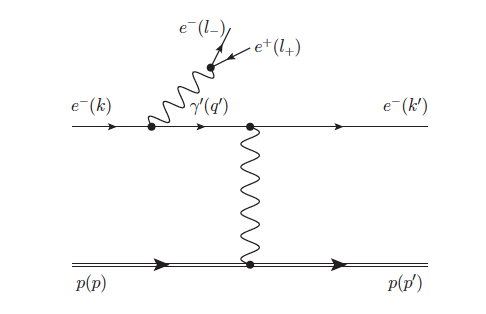 e⁻(l₋)
e⁺(l₊)
e⁻(k)
γ′(q′)
e⁻(k′)
p(p)
p(p′)